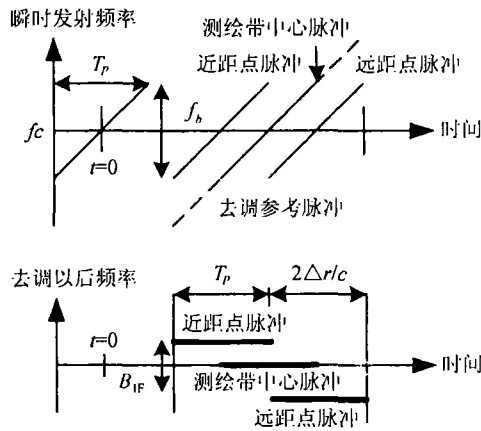 瞬时发射频率
测绘带中心脉冲
Tp
近距点脉冲
远距点脉冲
fb
fc
时间
t=0
去调参考脉冲
去调以后频率
Tp
2△r/c
近距点脉冲
t=0
时间
BIF
测绘带中心脉冲
远距点脉冲